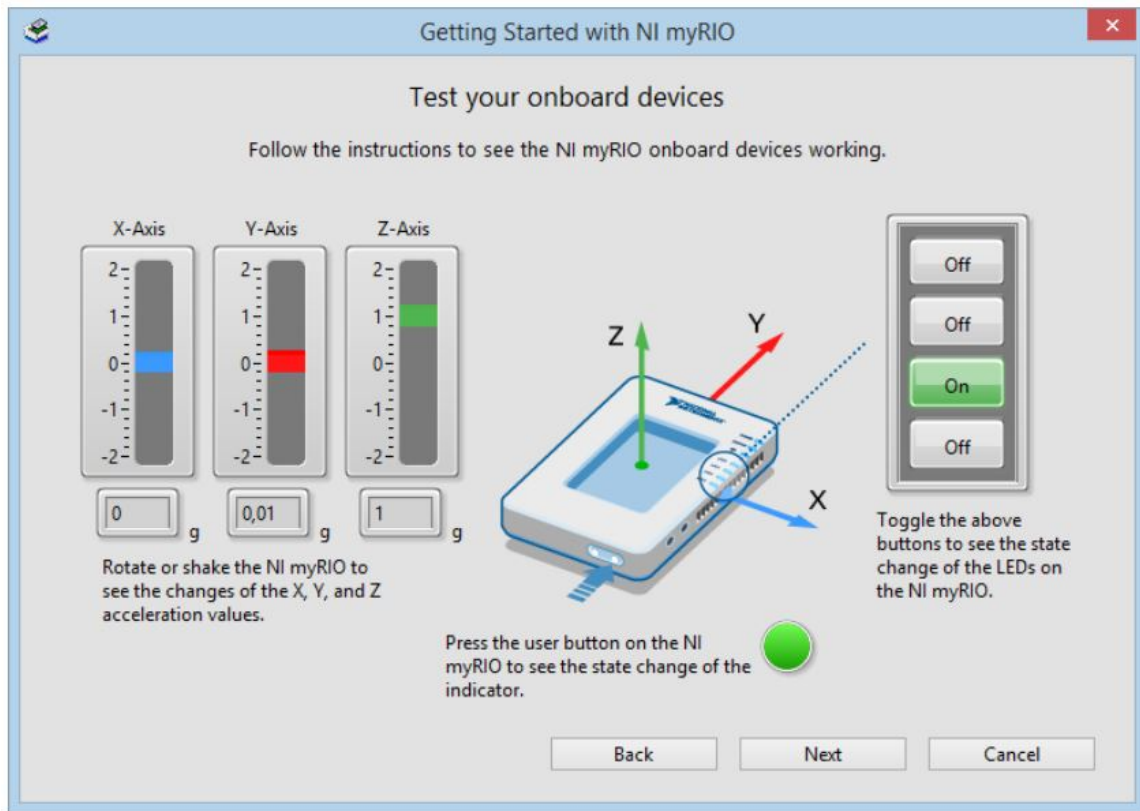 Getting Started with NI myRIO
Test your onboard devices
Follow the instructions to see the NI myRIO onboard devices working.
X-Axis
2
1
0
-1
-2
0
g
Y-Axis
2
1
0
-1
-2
0,01
g
Z-Axis
2
1
0
-1
-2
1
g
Rotate or shake the NI myRIO to
see the changes of the X, Y, and Z
acceleration values.
Z
Y
X
Press the user button on the NI
myRIO to see the state change of the
indicator.
Off
Off
On
Off
Toggle the above
buttons to see the state
change of the LEDs on
the NI myRIO.
Back
Next
Cancel